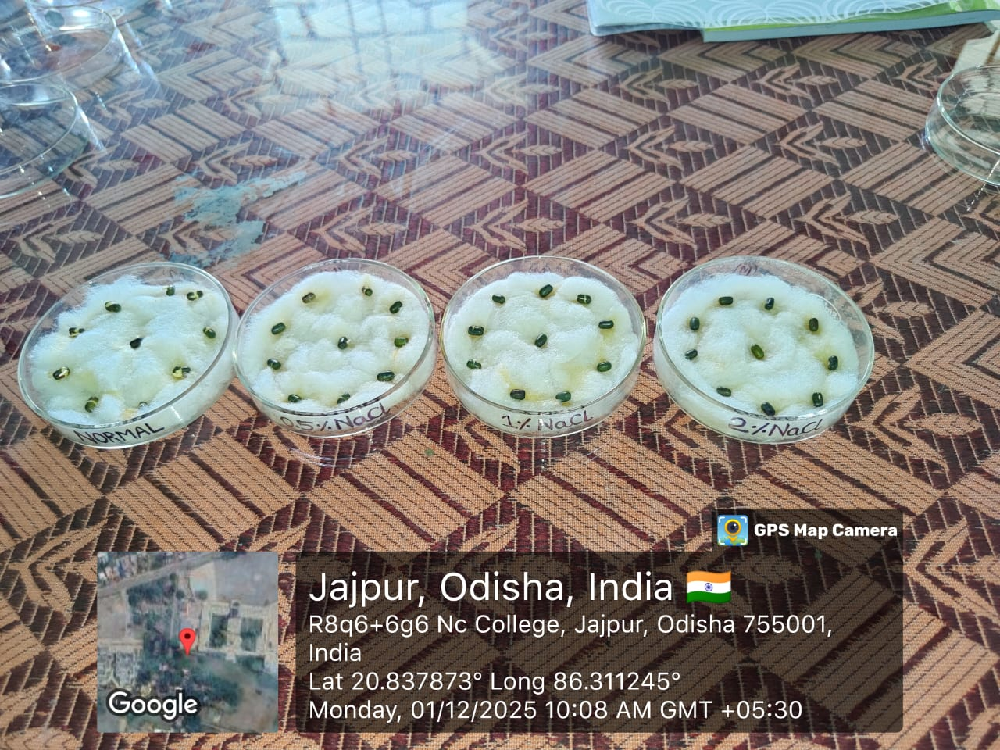 NORMAL
0.5% NaCl
1% NaCl
2% NaCl
GPS Map Camera
Jajpur, Odisha, India
R8q6+6g6 Nc College, Jajpur, Odisha 755001,
India
Lat 20.837873° Long 86.311245°
Monday, 01/12/2025 10:08 AM GMT +05:30
Google